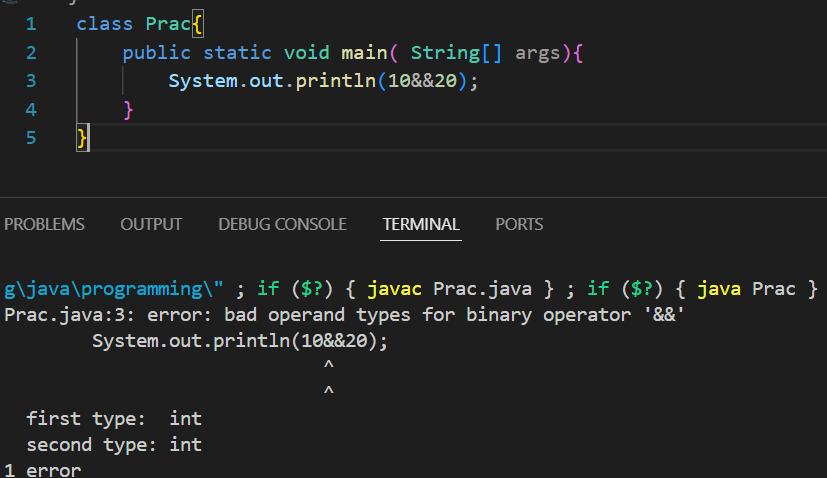 1 class Prac{
2 public static void main( String[] args){
3 System.out.println(10&&20);
4 }
5 }
PROBLEMS OUTPUT DEBUG CONSOLE TERMINAL PORTS
g\java\programming\" ; if ($?) { javac Prac.java } ; if ($?) { java Prac }
Prac.java:3: error: bad operand types for binary operator '&&'
System.out.println(10&&20);
^
^
first type: int
second type: int
1 error